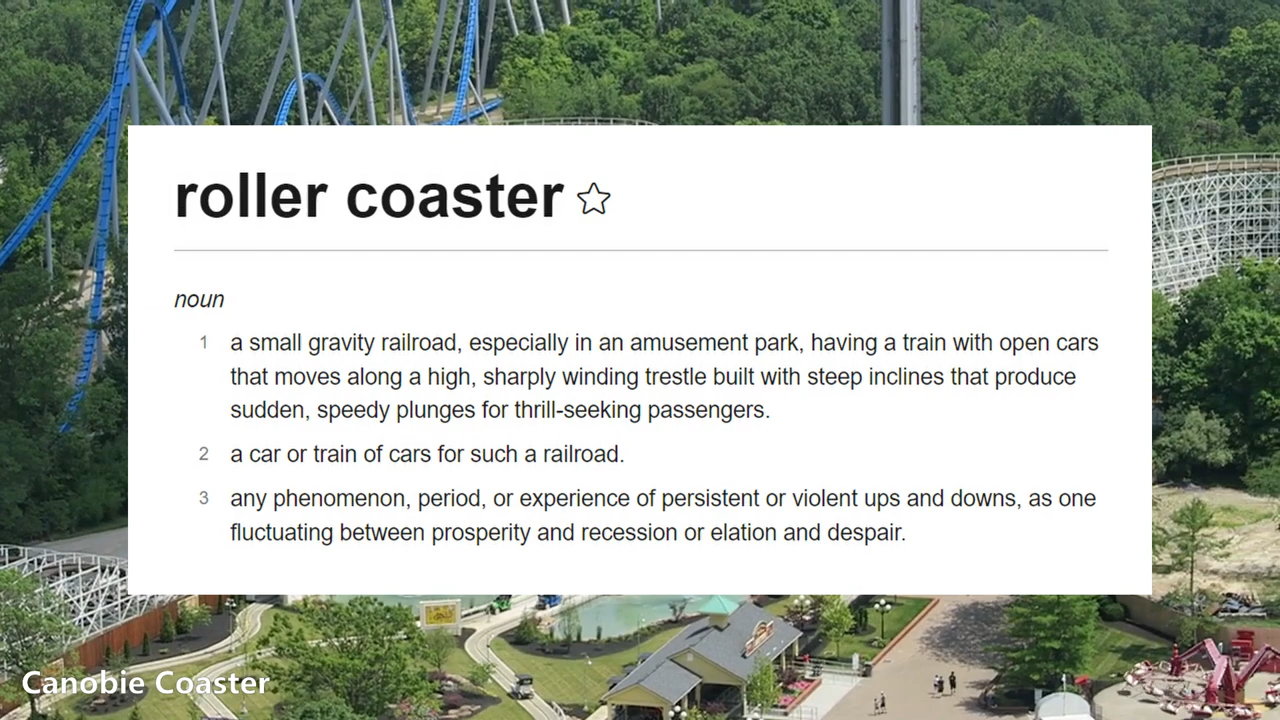 roller coaster
noun
1 a small gravity railroad, especially in an amusement park, having a train with open cars
that moves along a high, sharply winding trestle built with steep inclines that produce
sudden, speedy plunges for thrill-seeking passengers.
2 a car or train of cars for such a railroad.
3 any phenomenon, period, or experience of persistent or violent ups and downs, as one
fluctuating between prosperity and recession or elation and despair.
Canobie Coaster